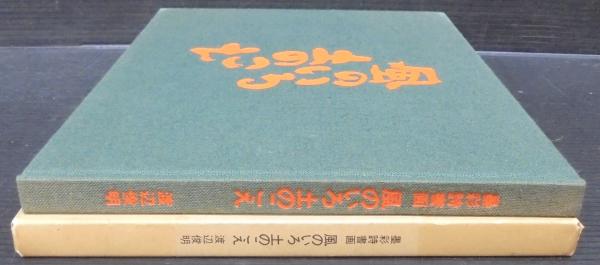 風のいろ
土のこえ
墨彩詩書画 風のいろ 土のこえ 渡辺俊明
墨彩詩書画 風のいろ 土のこえ 渡辺俊明